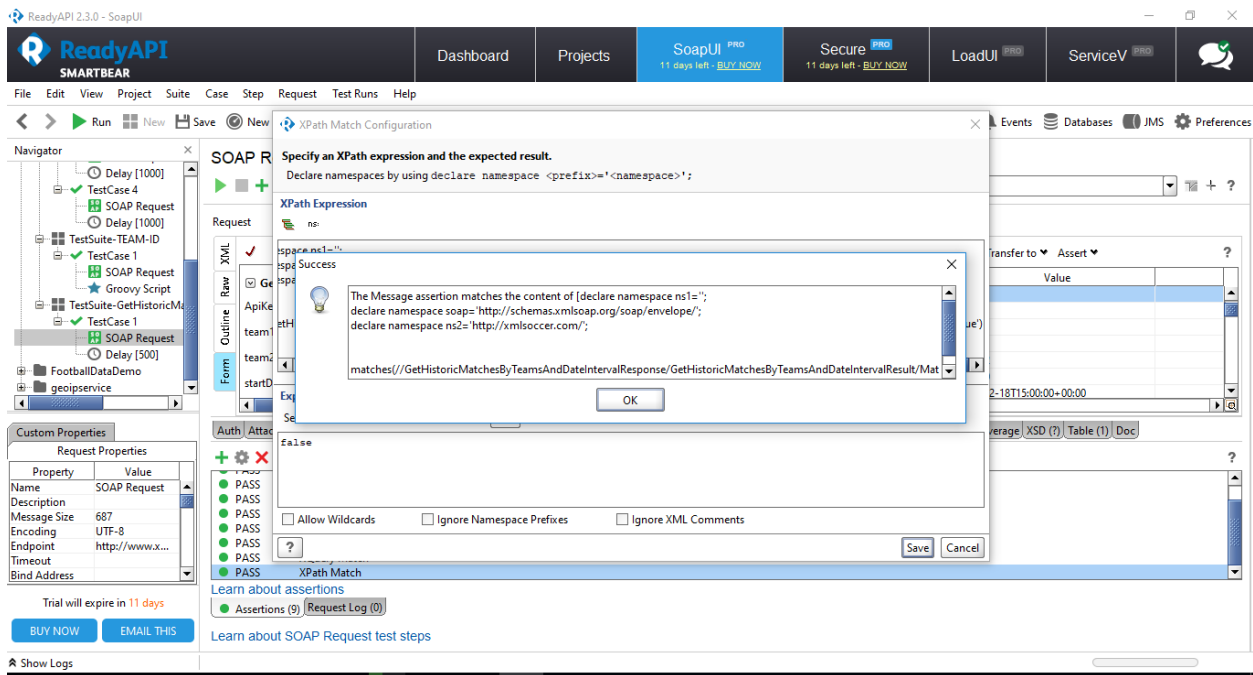 ReadyAPI 2.3.0 - SoapUI
ReadyAPI
SMARTBEAR
Dashboard
Projects
SoapUI PRO
11 days left - BUY NOW
Secure PRO
11 days left - BUY NOW
LoadUI PRO
ServiceV PRO
File Edit View Project Suite Case Step Request Test Runs Help
Run New Save New
Events Databases JMS Preferences
XPath Match Configuration
Navigator
Delay [1000]
TestCase 4
SOAP Request
Delay [1000]
TestSuite-TEAM-ID
TestCase 1
SOAP Request
Groovy Script
TestSuite-GetHistoricMa
TestCase 1
SOAP Request
Delay [500]
FootballDataDemo
geoipservice
SOAP R
Request
XML
Raw
Outline
Form
Ge
ApiKe
team1
team2
startD
Specify an XPath expression and the expected result.
Declare namespaces by using declare namespace <prefix>='<namespace>';
XPath Expression
ns:
espace ns1='';
Success
The Message assertion matches the content of [declare namespace ns1='';
declare namespace soap='http://schemas.xmlsoap.org/soap/envelope/';
declare namespace ns2='http://xmlsoccer.com/';
matches(//GetHistoricMatchesByTeamsAndDateIntervalResponse/GetHistoricMatchesByTeamsAndDateIntervalResult/Mat
OK
ue')
Exp
Se
false
Allow Wildcards
Ignore Namespace Prefixes
Ignore XML Comments
?
Save
Cancel
?
ransfer to Assert
?
Value
2-18T15:00:00+00:00
Auth
Attac
verage
XSD (?)
Table (1)
Doc
?
PASS
PASS
PASS
PASS
PASS
PASS
PASS XPath Match
Learn about assertions
Assertions (9)
Request Log (0)
Learn about SOAP Request test steps
Custom Properties
Request Properties
Property Value
Name SOAP Request
Description
Message Size 687
Encoding UTF-8
Endpoint http://www.x...
Timeout
Bind Address
Trial will expire in 11 days
BUY NOW
EMAIL THIS
Show Logs